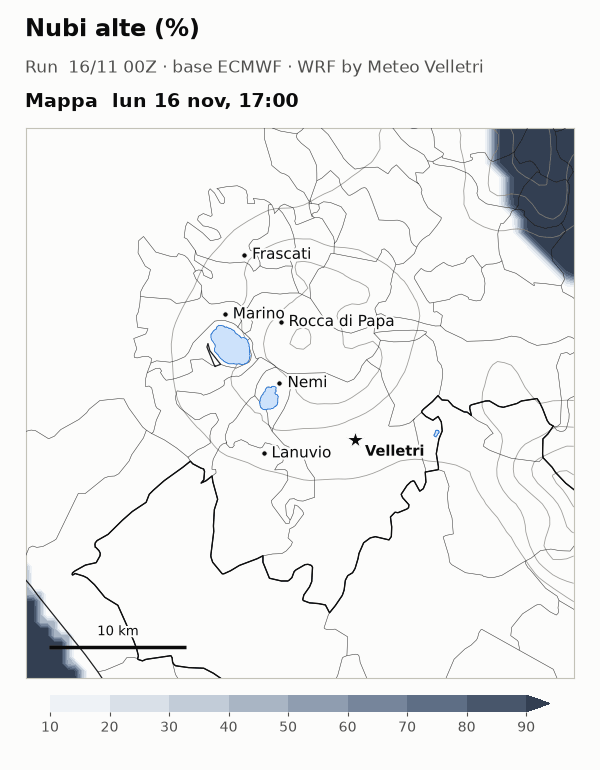 Nubi alte (%)
Run  16/11 00Z · base ECMWF · WRF by Meteo Velletri
Mappa  lun 16 nov, 17:00
Frascati
Marino
Rocca di Papa
Nemi
Velletri
Lanuvio
10 km
10 20 30 40 50 60 70 80 90